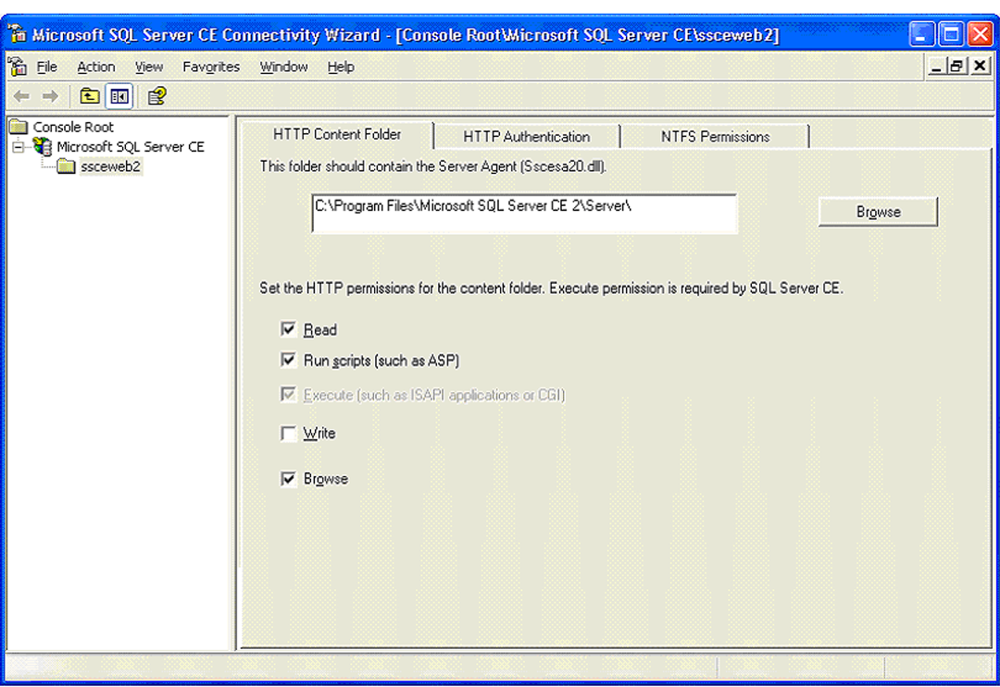 Microsoft SQL Server CE Connectivity Wizard - [Console Root\Microsoft SQL Server CE\ssceweb2]
File Action View Favorites Window Help
Console Root
Microsoft SQL Server CE
ssceweb2
HTTP Content Folder HTTP Authentication NTFS Permissions
This folder should contain the Server Agent (Sscesa20.dll).
C:\Program Files\Microsoft SQL Server CE 2\Server\
Browse
Set the HTTP permissions for the content folder. Execute permission is required by SQL Server CE.
Read
Run scripts (such as ASP)
Execute (such as ISAPI applications or CGI)
Write
Browse